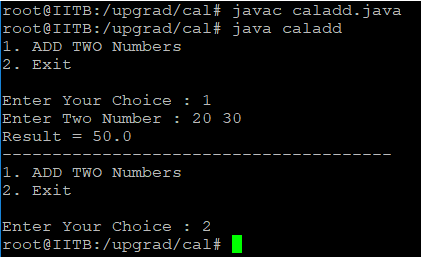 root@IITB:/upgrad/cal# javac caladd.java
root@IITB:/upgrad/cal# java caladd
1. ADD TWO Numbers
2. Exit
Enter Your Choice : 1
Enter Two Number : 20 30
Result = 50.0
---------------------------------------
1. ADD TWO Numbers
2. Exit
Enter Your Choice : 2
root@IITB:/upgrad/cal#